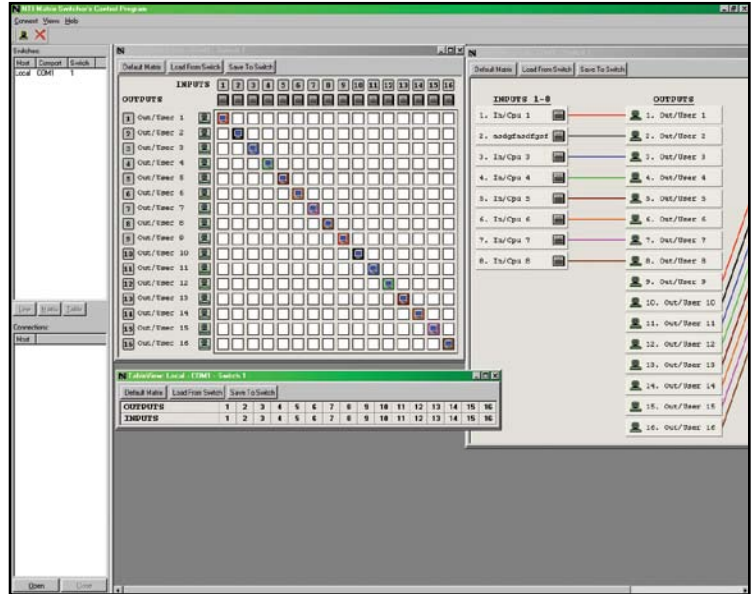 NTI Matrix Switcher's Control Program
Connect Views Help
Switches:
Host Comport Switch
Local COM1 1
Line Matrix Table
Connections:
Host
Open Close
Default Matrix Load From Switch Save To Switch
INPUTS 1 2 3 4 5 6 7 8 9 10 11 12 13 14 15 16
OUTPUTS
1 Out/User 1
2 Out/User 2
3 Out/User 3
4 Out/User 4
5 Out/User 5
6 Out/User 6
7 Out/User 7
8 Out/User 8
9 Out/User 9
10 Out/User 10
11 Out/User 11
12 Out/User 12
13 Out/User 13
14 Out/User 14
15 Out/User 15
16 Out/User 16
TableView: Local - COM1 - Switch 1
Default Matrix Load From Switch Save To Switch
OUTPUTS 1 2 3 4 5 6 7 8 9 10 11 12 13 14 15 16
INPUTS 1 2 3 4 5 6 7 8 9 10 11 12 13 14 15 16
Default Matrix Load From Switch Save To Switch
INPUTS 1-8 OUTPUTS
1. In/Cpu 1 1. Out/User 1
2. 2. Out/User 2
3. In/Cpu 3 3. Out/User 3
4. In/Cpu 4 4. Out/User 4
5. In/Cpu 5 5. Out/User 5
6. In/Cpu 6 6. Out/User 6
7. In/Cpu 7 7. Out/User 7
8. In/Cpu 8 8. Out/User 8
9. Out/User 9
10. Out/User 10
11. Out/User 11
12. Out/User 12
13. Out/User 13
14. Out/User 14
15. Out/User 15
16. Out/User 16